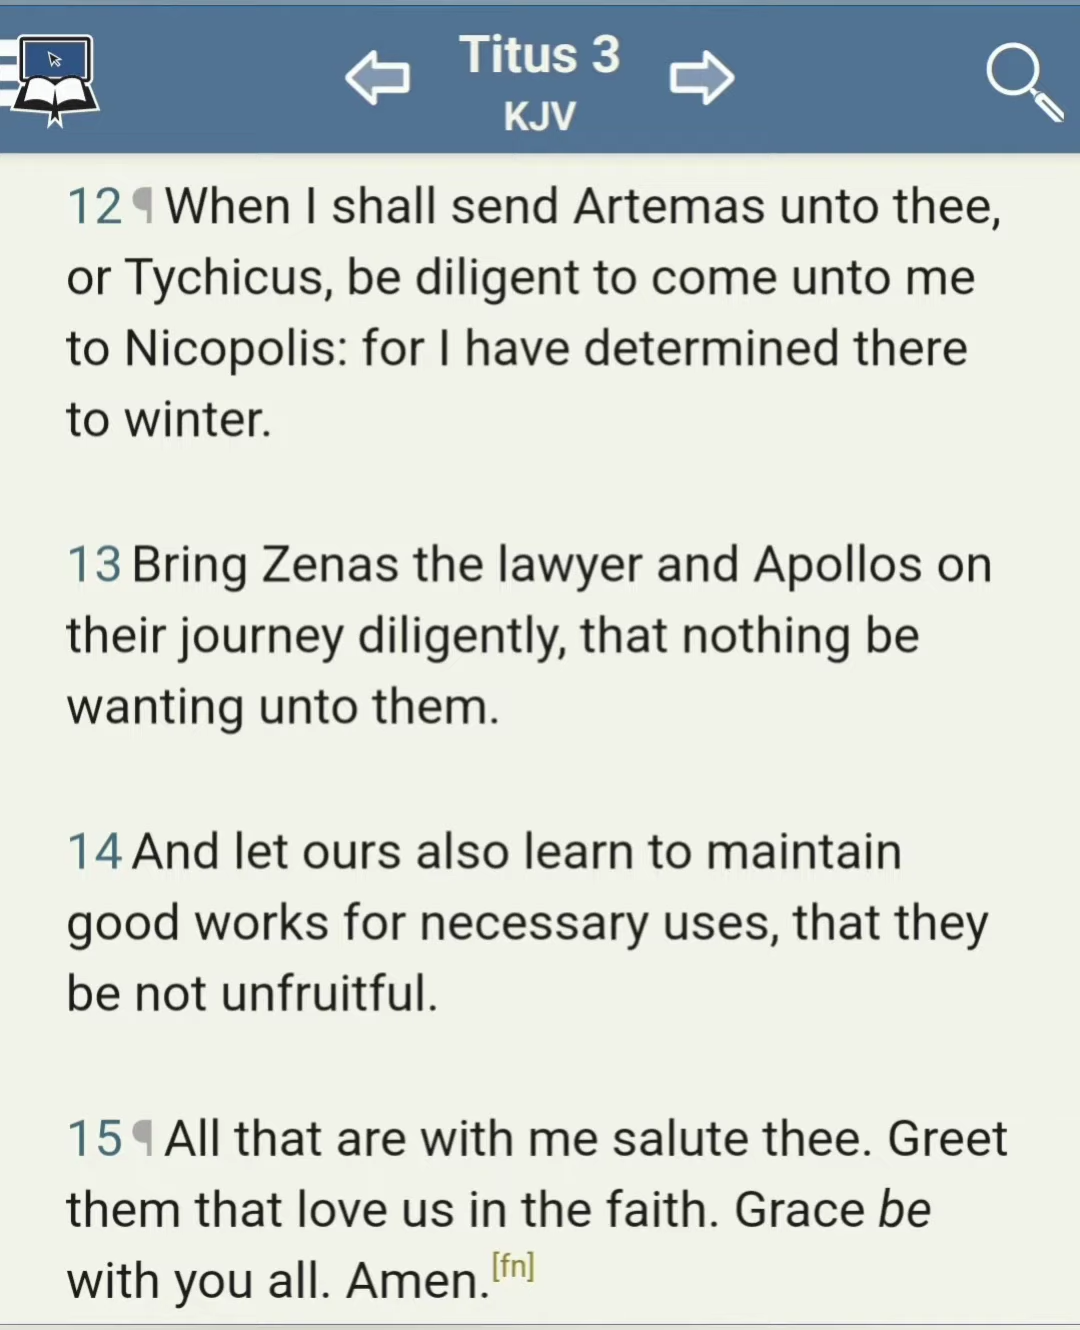 Titus 3
KJV
12 ¶ When I shall send Artemas unto thee,
or Tychicus, be diligent to come unto me
to Nicopolis: for I have determined there
to winter.
13 Bring Zenas the lawyer and Apollos on
their journey diligently, that nothing be
wanting unto them.
14 And let ours also learn to maintain
good works for necessary uses, that they
be not unfruitful.
15 ¶ All that are with me salute thee. Greet
them that love us in the faith. Grace be
with you all. Amen.[fn]